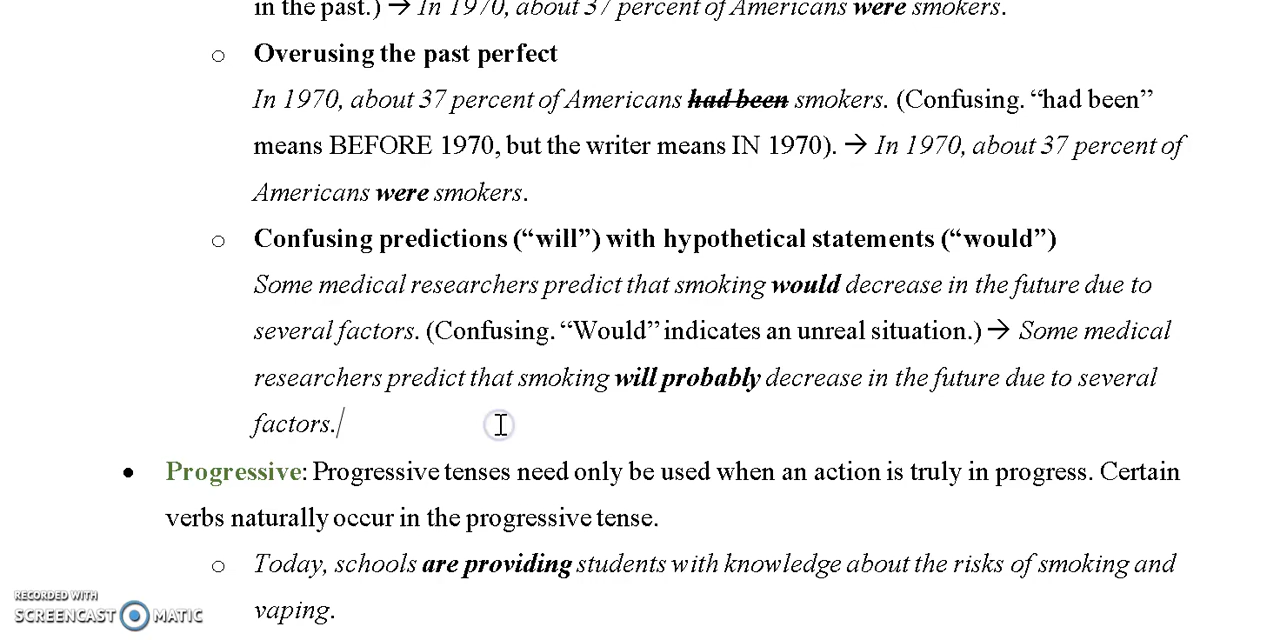 in the past.) → In 1970, about 37 percent of Americans were smokers.
o Overusing the past perfect
In 1970, about 37 percent of Americans had been smokers. (Confusing. “had been”
means BEFORE 1970, but the writer means IN 1970). → In 1970, about 37 percent of
Americans were smokers.
o Confusing predictions (“will”) with hypothetical statements (“would”)
Some medical researchers predict that smoking would decrease in the future due to
several factors. (Confusing. “Would” indicates an unreal situation.) → Some medical
researchers predict that smoking will probably decrease in the future due to several
factors.
• Progressive: Progressive tenses need only be used when an action is truly in progress. Certain
verbs naturally occur in the progressive tense.
o Today, schools are providing students with knowledge about the risks of smoking and
vaping.
RECORDED WITH
SCREENCAST MATIC